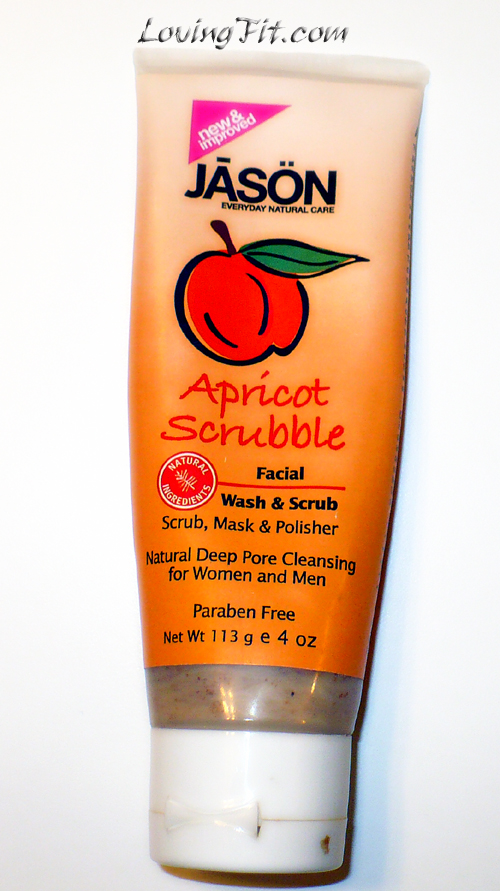 LovingFit.com
new &
improved
JĀSÖN
EVERYDAY NATURAL CARE
Apricot
Scrubble
NATURAL
INGREDIENTS
Facial
Wash & Scrub
Scrub, Mask & Polisher
Natural Deep Pore Cleansing
for Women and Men
Paraben Free
Net Wt 113 g e 4 oz